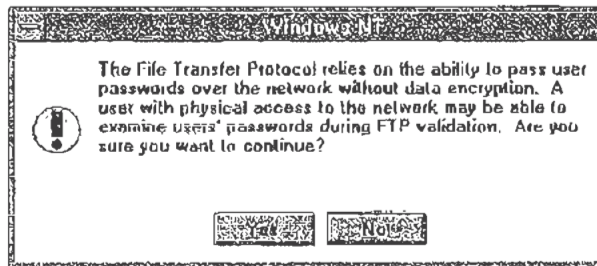 Windows NT
The File Transfer Protocol relies on the ability to pass user
passwords over the network without data encryption. A
user with physical access to the network may be able to
examine users' passwords during FTP validation. Are you
sure you want to continue?
Yes
No